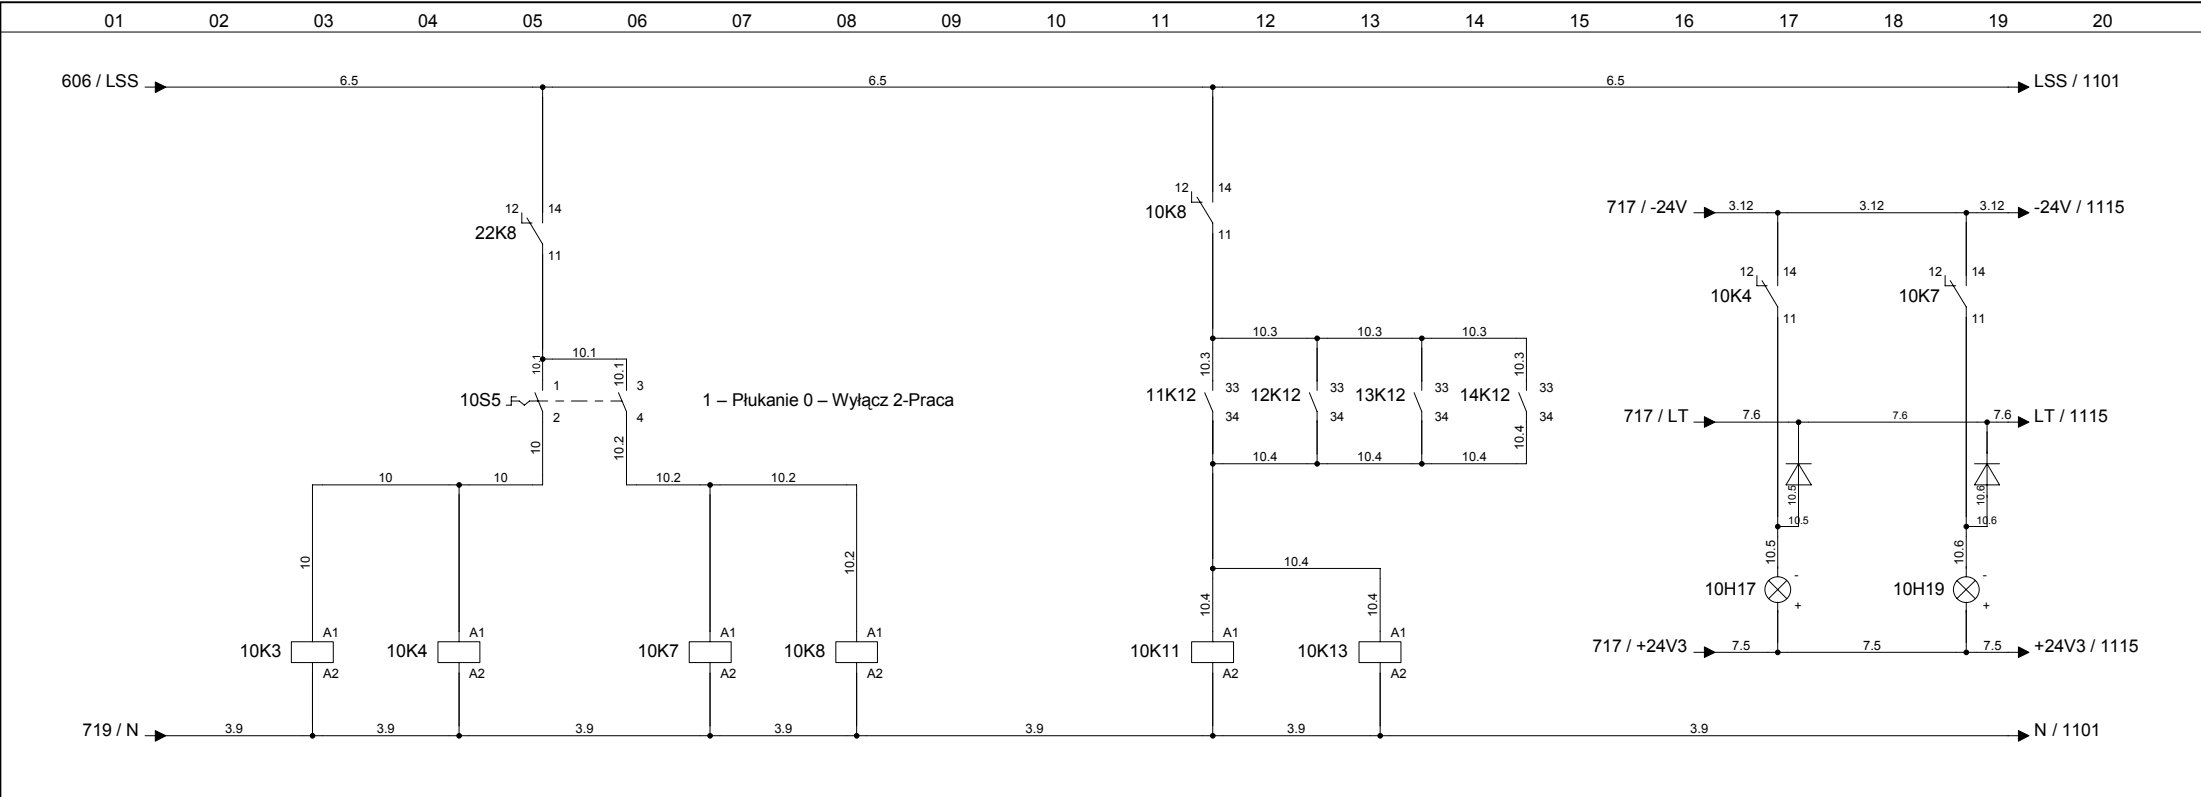 01 02 03 04 05 06 07 08 09 10 11 12 13 14 15 16 17 18 19 20
606 / LSS 6.5 6.5 6.5 LSS / 1101
12 14
22K8
11
12 14
10K8
11
717 / -24V 3.12 3.12 3.12 -24V / 1115
12 14
10K4
11
12 14
10K7
11
10.1
10.1 10.1
10S5 1 3
2 4
1 – Płukanie 0 – Wyłącz 2-Praca
10 10.2
10.3 10.3 10.3
10.3 10.3
11K12 33 12K12 33 13K12 33 14K12 33
34 34 34 34
10.4
10.4 10.4 10.4
717 / LT 7.6 7.6 7.6 LT / 1115
10 10 10.2 10.2
10.5 10.6
10.5 10.6
10 10.2
10.4
10.4 10.4
10.5 10.6
10H17 - +
10H19 - +
10K3 A1 A2
10K4 A1 A2
10K7 A1 A2
10K8 A1 A2
10K11 A1 A2
10K13 A1 A2
717 / +24V3 7.5 7.5 7.5 +24V3 / 1115
719 / N 3.9 3.9 3.9 3.9 3.9 3.9 3.9 N / 1101